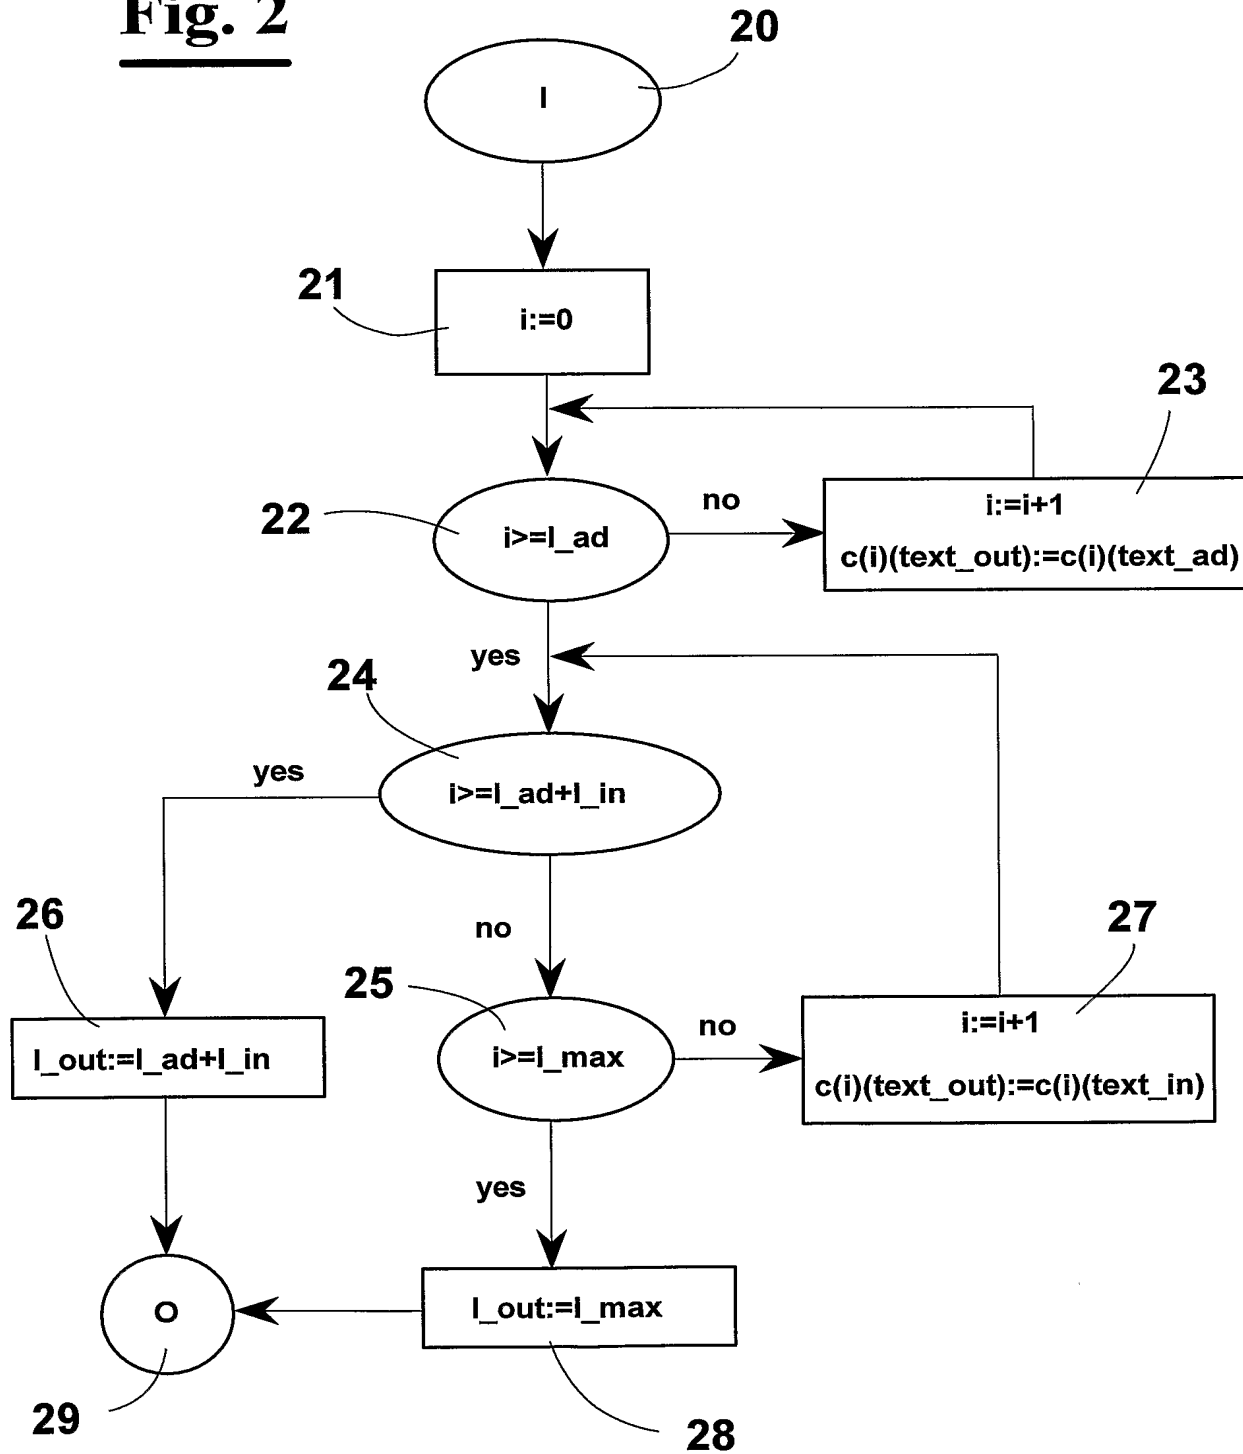 Fig. 2
20
I
21
i:=0
23
22
i>=l_ad
no
i:=i+1
c(i)(text_out):=c(i)(text_ad)
yes
24
yes
i>=l_ad+l_in
26
no
27
25
l_out:=l_ad+l_in
i>=l_max
no
i:=i+1
c(i)(text_out):=c(i)(text_in)
yes
O
l_out:=l_max
29
28